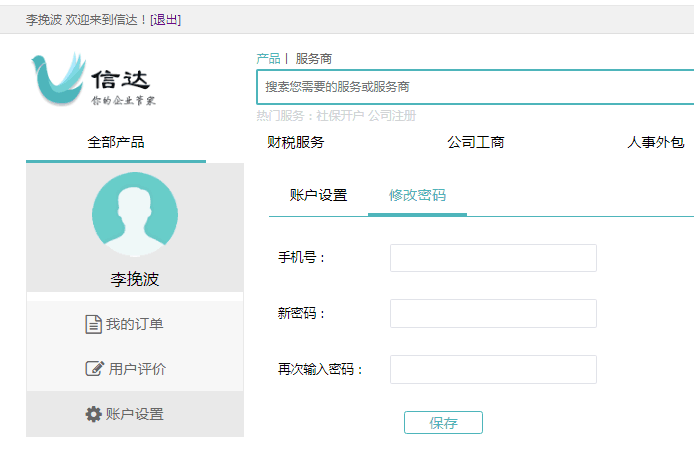 李挽波 欢迎来到信达！[退出]
信达
你的企业管家
产品 | 服务商
搜索您需要的服务或服务商
热门服务：社保开户 公司注册
全部产品 财税服务 公司工商 人事外包
李挽波
我的订单
用户评价
账户设置
账户设置 修改密码
手机号：
新密码：
再次输入密码：
保存